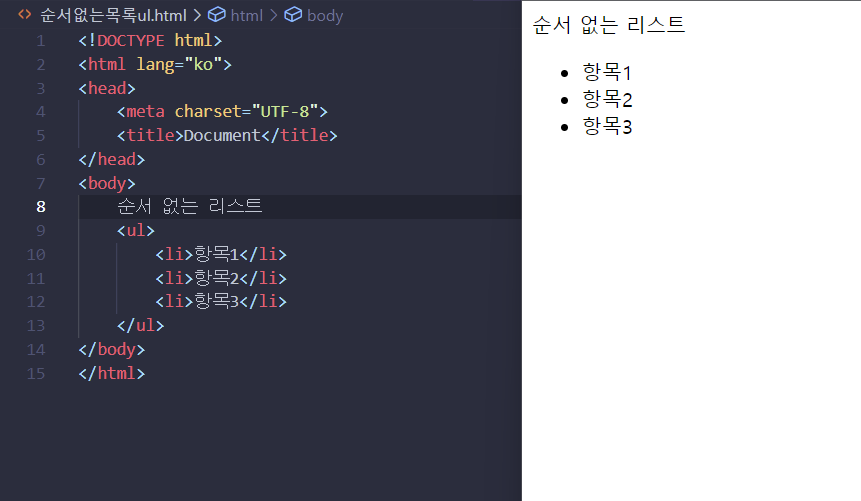 순서없는목록ul.html > html > body
1 <!DOCTYPE html>
2 <html lang="ko">
3 <head>
4 <meta charset="UTF-8">
5 <title>Document</title>
6 </head>
7 <body>
8 순서 없는 리스트
9 <ul>
10 <li>항목1</li>
11 <li>항목2</li>
12 <li>항목3</li>
13 </ul>
14 </body>
15 </html>
순서 없는 리스트
• 항목1
• 항목2
• 항목3